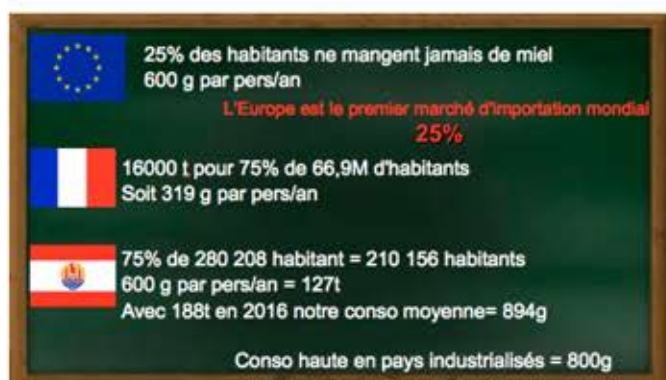 25% des habitants ne mangent jamais de miel
600 g par pers/an
L'Europe est le premier marché d'importation mondial
25%
16000 t pour 75% de 66,9M d'habitants
Soit 319 g par pers/an
75% de 280 208 habitant = 210 156 habitants
600 g par pers/an = 127t
Avec 188t en 2016 notre conso moyenne= 894g
Conso haute en pays industrialisés = 800g